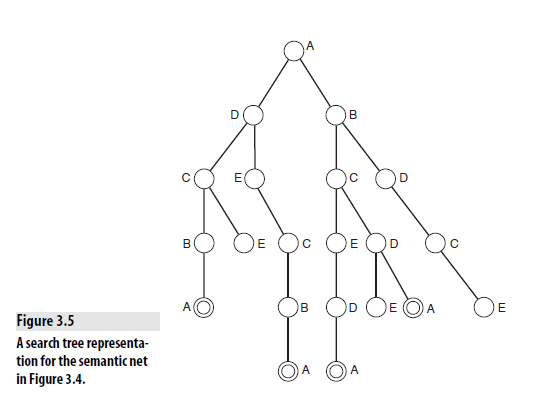 A
D B
C E C D
B E C E D C
A B D E A E
Figure 3.5
A search tree representa-
tion for the semantic net
in Figure 3.4.
A A